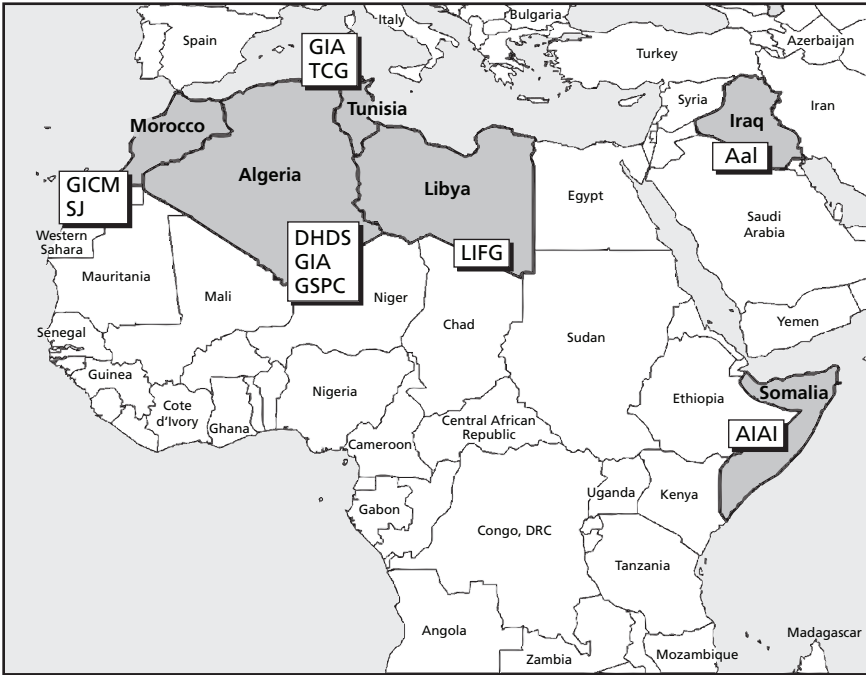 Italy
Bulgaria
Spain
GIA
TCG
Turkey
Azerbaijan
Syria
Iran
Tunisia
Morocco
Iraq
AaI
Algeria
Libya
Egypt
GICM
SJ
Saudi
Arabia
Western
Sahara
DHDS
GIA
GSPC
LIFG
Mauritania
Mali
Niger
Chad
Sudan
Yemen
Senegal
Guinea
Nigeria
Ethiopia
Somalia
Cote
d'Ivory
Ghana
Central African
Republic
AIAI
Cameroon
Uganda
Kenya
Gabon
Congo, DRC
Tanzania
Angola
Madagascar
Zambia
Mozambique